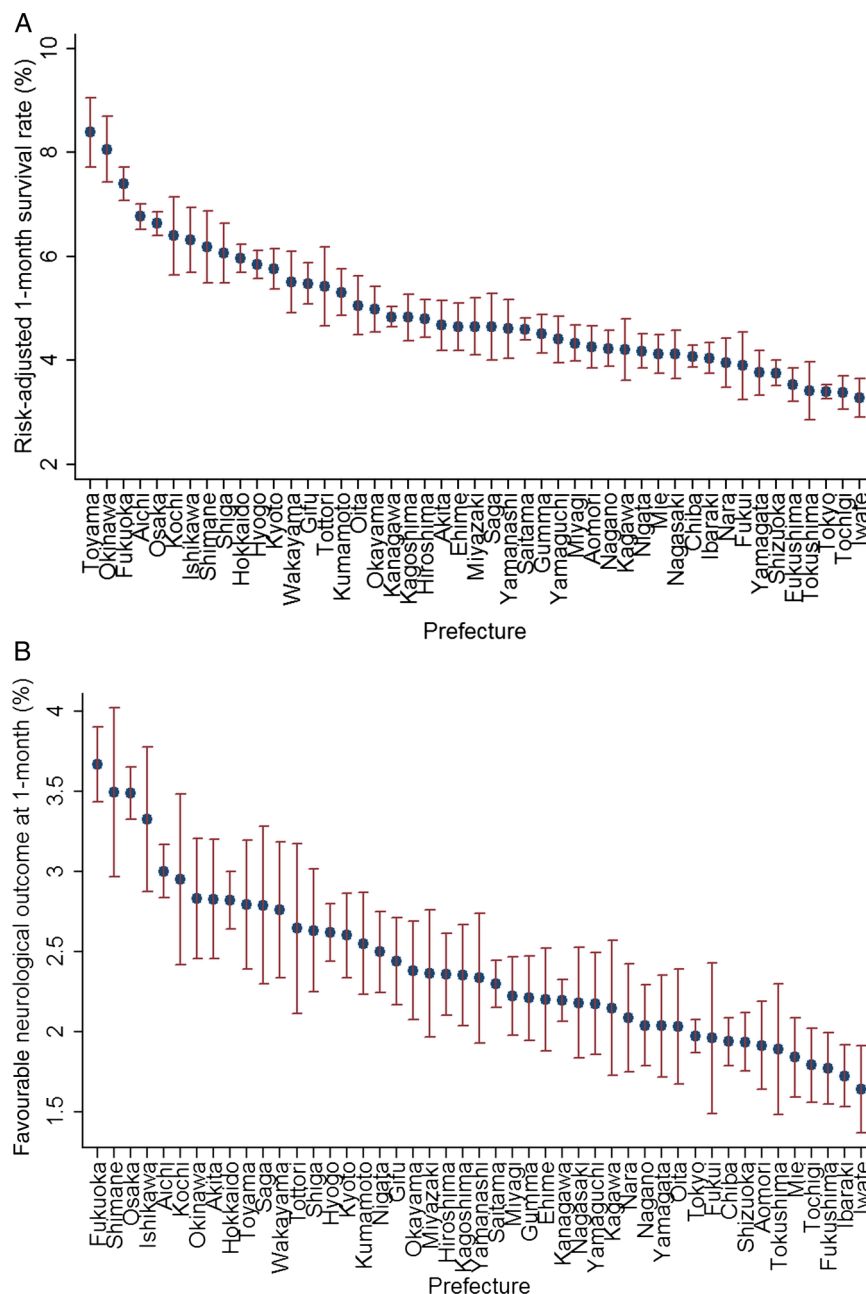 A
Risk-adjusted 1-month survival rate (%)
10
8
6
4
2
Toyama
Okinawa
Fukuoka
Aichi
Osaka
Kochi
Ishikawa
Shimane
Shiga
Hokkaido
Hyogo
Kyoto
Wakayama
Gifu
Tottori
Kumamoto
Oita
Okayama
Kanagawa
Kagoshima
Hiroshima
Akita
Ehime
Miyazaki
Saga
Yamanashi
Saitama
Gumma
Yamaguchi
Miyagi
Aomori
Nagano
Kagawa
Nigata
Mie
Nagasaki
Chiba
Ibaraki
Nara
Fukui
Yamagata
Shizuoka
Fukushima
Tokushima
Tokyo
Tochigi
Iwate
Prefecture
B
Favourable neurological outcome at 1-month (%)
4
3.5
3
2.5
2
1.5
Fukuoka
Shimane
Osaka
Ishikawa
Aichi
Kochi
Okinawa
Akita
Hokkaido
Toyama
Saga
Wakayama
Tottori
Shiga
Hyogo
Kyoto
Kumamoto
Nigata
Gifu
Okayama
Miyazaki
Hiroshima
Kagoshima
Yamanashi
Saitama
Miyagi
Gumma
Ehime
Kanagawa
Nagasaki
Yamaguchi
Kagawa
Nara
Nagano
Yamagata
Oita
Tokyo
Fukui
Chiba
Shizuoka
Aomori
Tokushima
Mie
Tochigi
Fukushima
Ibaraki
Iwate
Prefecture